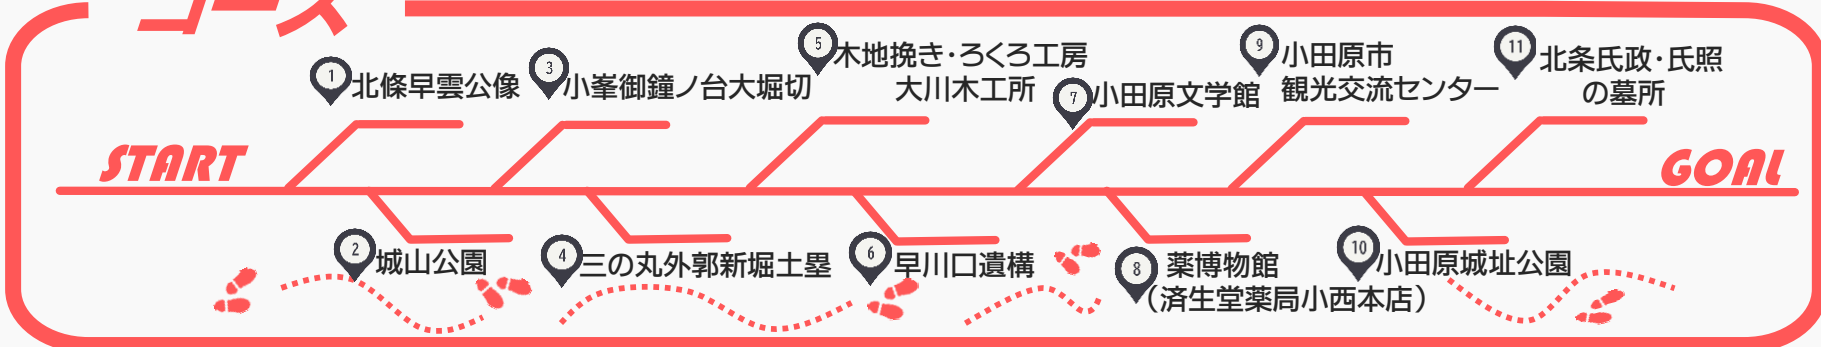 コース
START
1
北條早雲公像
2
城山公園
3
小峯御鐘ノ台大堀切
4
三の丸外郭新堀土塁
5
木地挽き・ろくろ工房
大川木工所
6
早川口遺構
7
小田原文学館
8
薬博物館
（済生堂薬局小西本店）
9
小田原市
観光交流センター
10
小田原城址公園
11
北条氏政・氏照
の墓所
GOAL